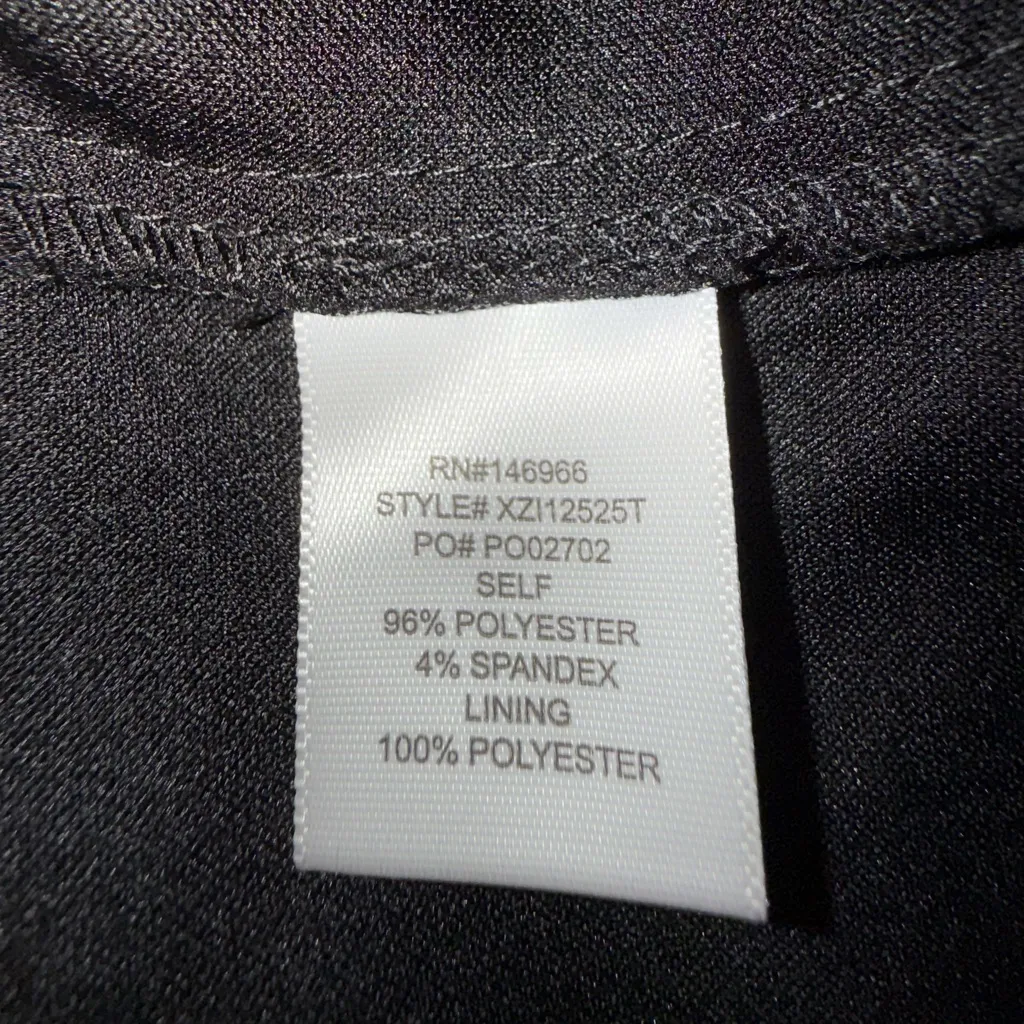 RN#146966
STYLE# XZI12525T
PO# PO02702
SELF
96% POLYESTER
4% SPANDEX
LINING
100% POLYESTER